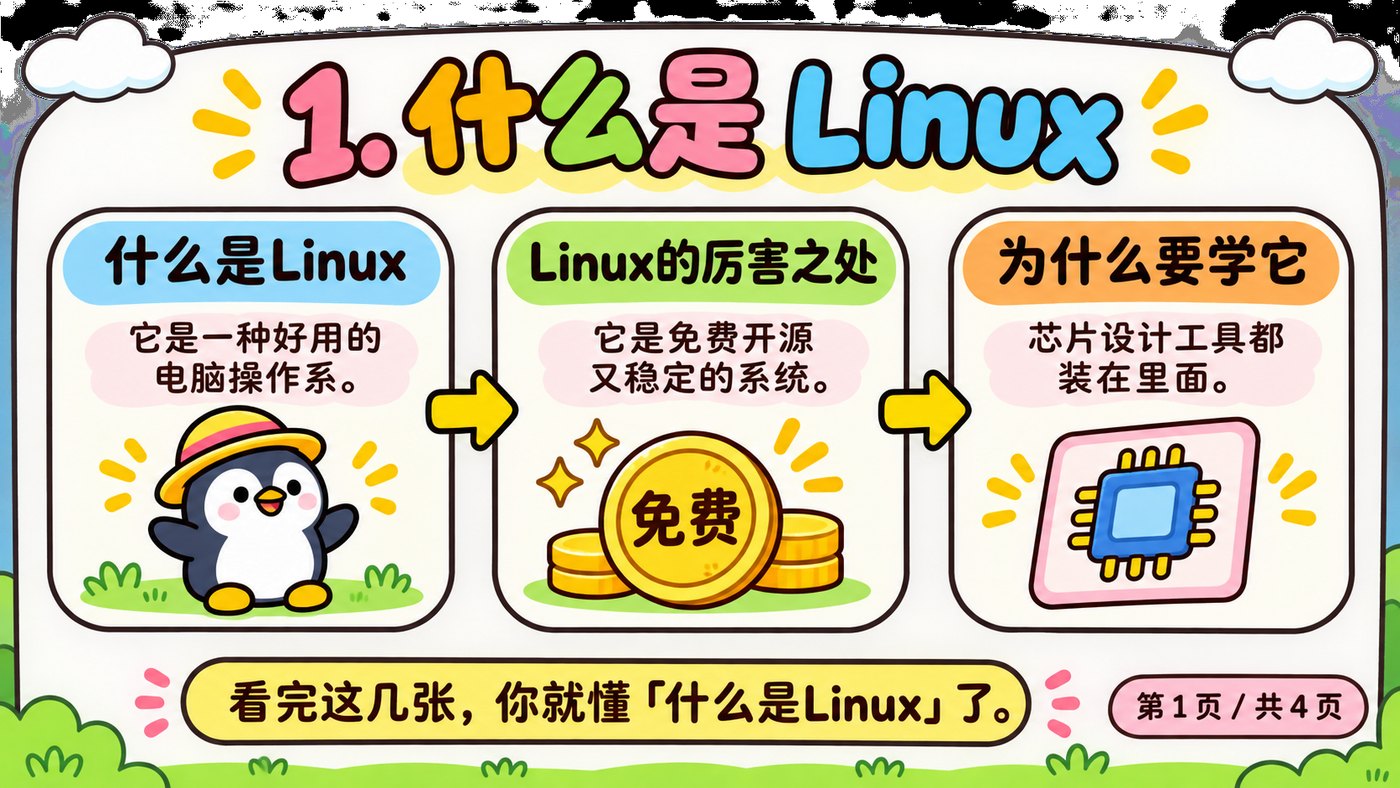 1. 什么是 Linux
什么是Linux
它是一种好用的
电脑操作系。
Linux的厉害之处
它是免费开源
又稳定的系统。
免费
为什么要学它
芯片设计工具都
装在里面。
看完这几张，你就懂「什么是Linux」了。
第1页 / 共4页